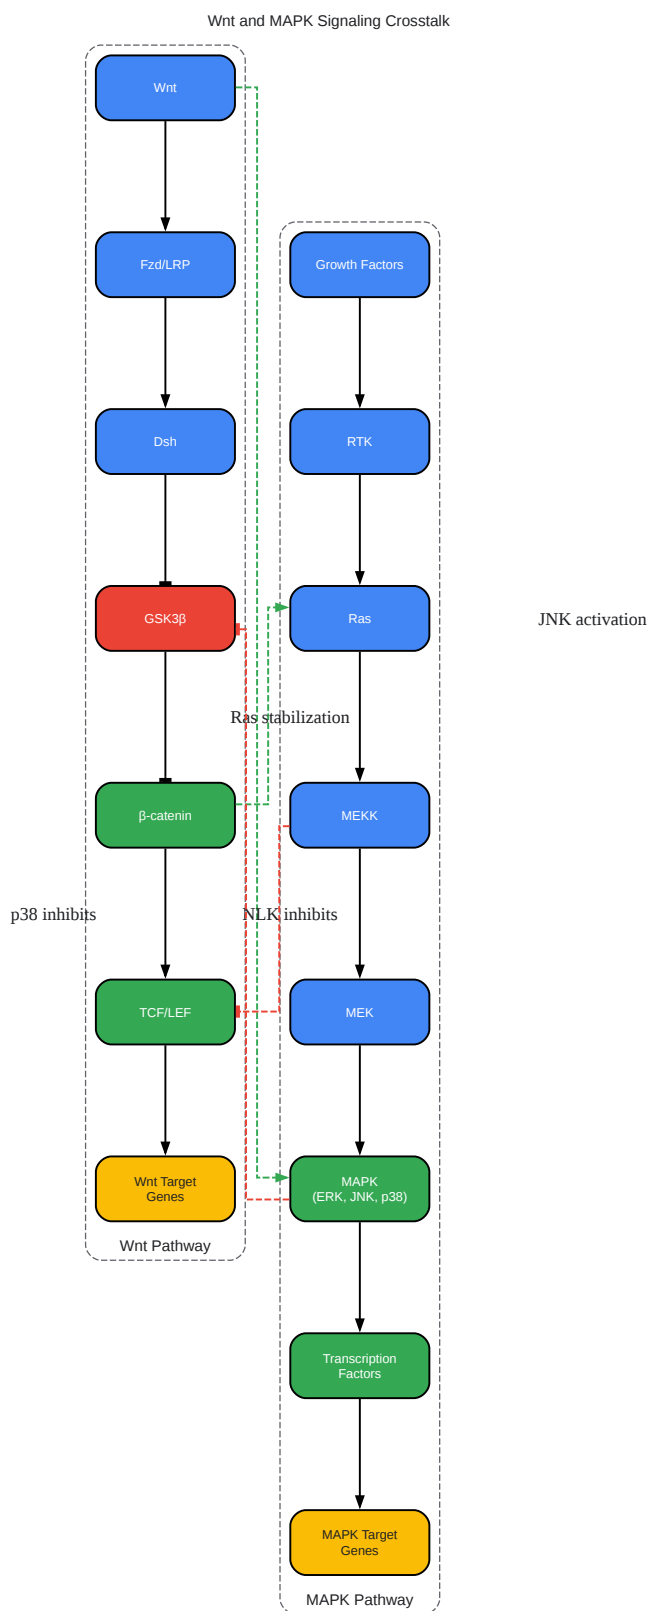 Wnt and MAPK Signaling Crosstalk
Wnt
Fzd/LRP
Growth Factors
Dsh
RTK
GSK3β
Ras
JNK activation
Ras stabilization
β-catenin
MEKK
p38 inhibits
NLK inhibits
TCF/LEF
MEK
Wnt Target
Genes
MAPK
(ERK, JNK, p38)
Wnt Pathway
Transcription
Factors
MAPK Target
Genes
MAPK Pathway